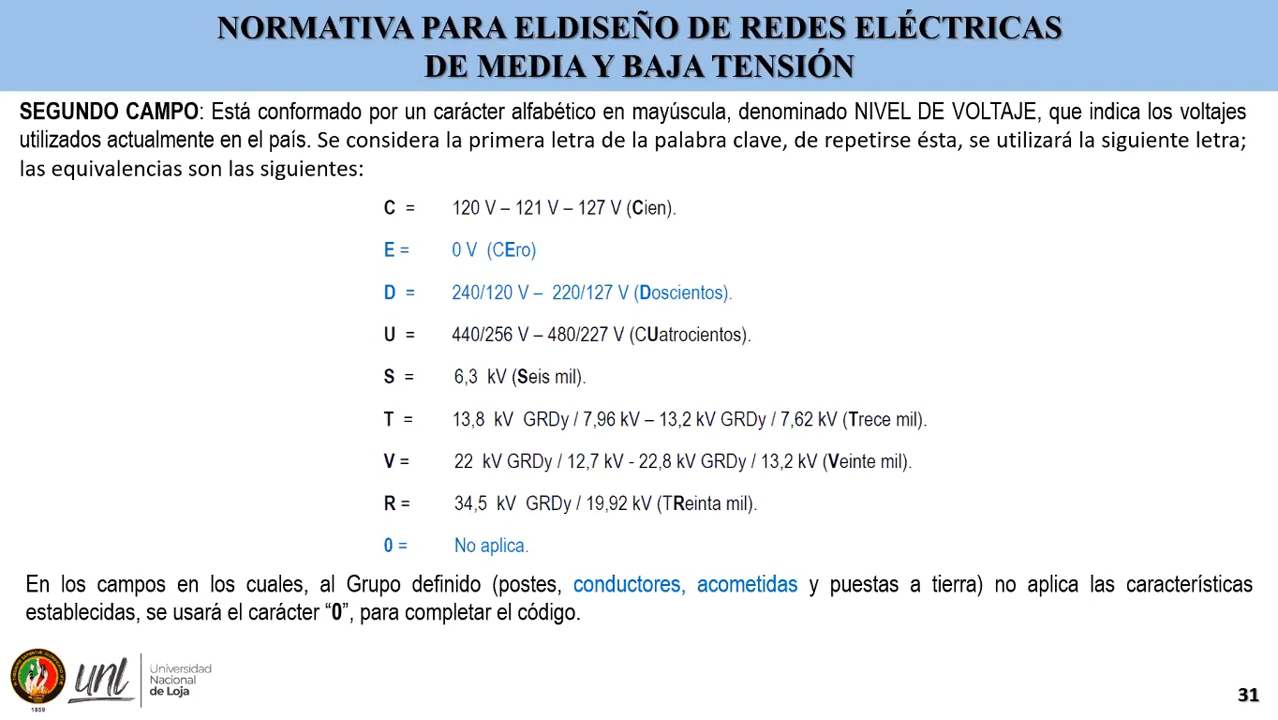 NORMATIVA PARA ELDISEÑO DE REDES ELÉCTRICAS
DE MEDIA Y BAJA TENSIÓN
SEGUNDO CAMPO: Está conformado por un carácter alfabético en mayúscula, denominado NIVEL DE VOLTAJE, que indica los voltajes
utilizados actualmente en el país. Se considera la primera letra de la palabra clave, de repetirse ésta, se utilizará la siguiente letra;
las equivalencias son las siguientes:
C = 120 V – 121 V – 127 V (Cien).
E = 0 V (CEro)
D = 240/120 V – 220/127 V (Doscientos).
U = 440/256 V – 480/227 V (CUatrocientos).
S = 6,3 kV (Seis mil).
T = 13,8 kV GRDy / 7,96 kV – 13,2 kV GRDy / 7,62 kV (Trece mil).
V = 22 kV GRDy / 12,7 kV - 22,8 kV GRDy / 13,2 kV (Veinte mil).
R = 34,5 kV GRDy / 19,92 kV (TReinta mil).
0 = No aplica.
En los campos en los cuales, al Grupo definido (postes, conductores, acometidas y puestas a tierra) no aplica las características
establecidas, se usará el carácter “0”, para completar el código.
unl
Universidad
Nacional
de Loja
1859
31